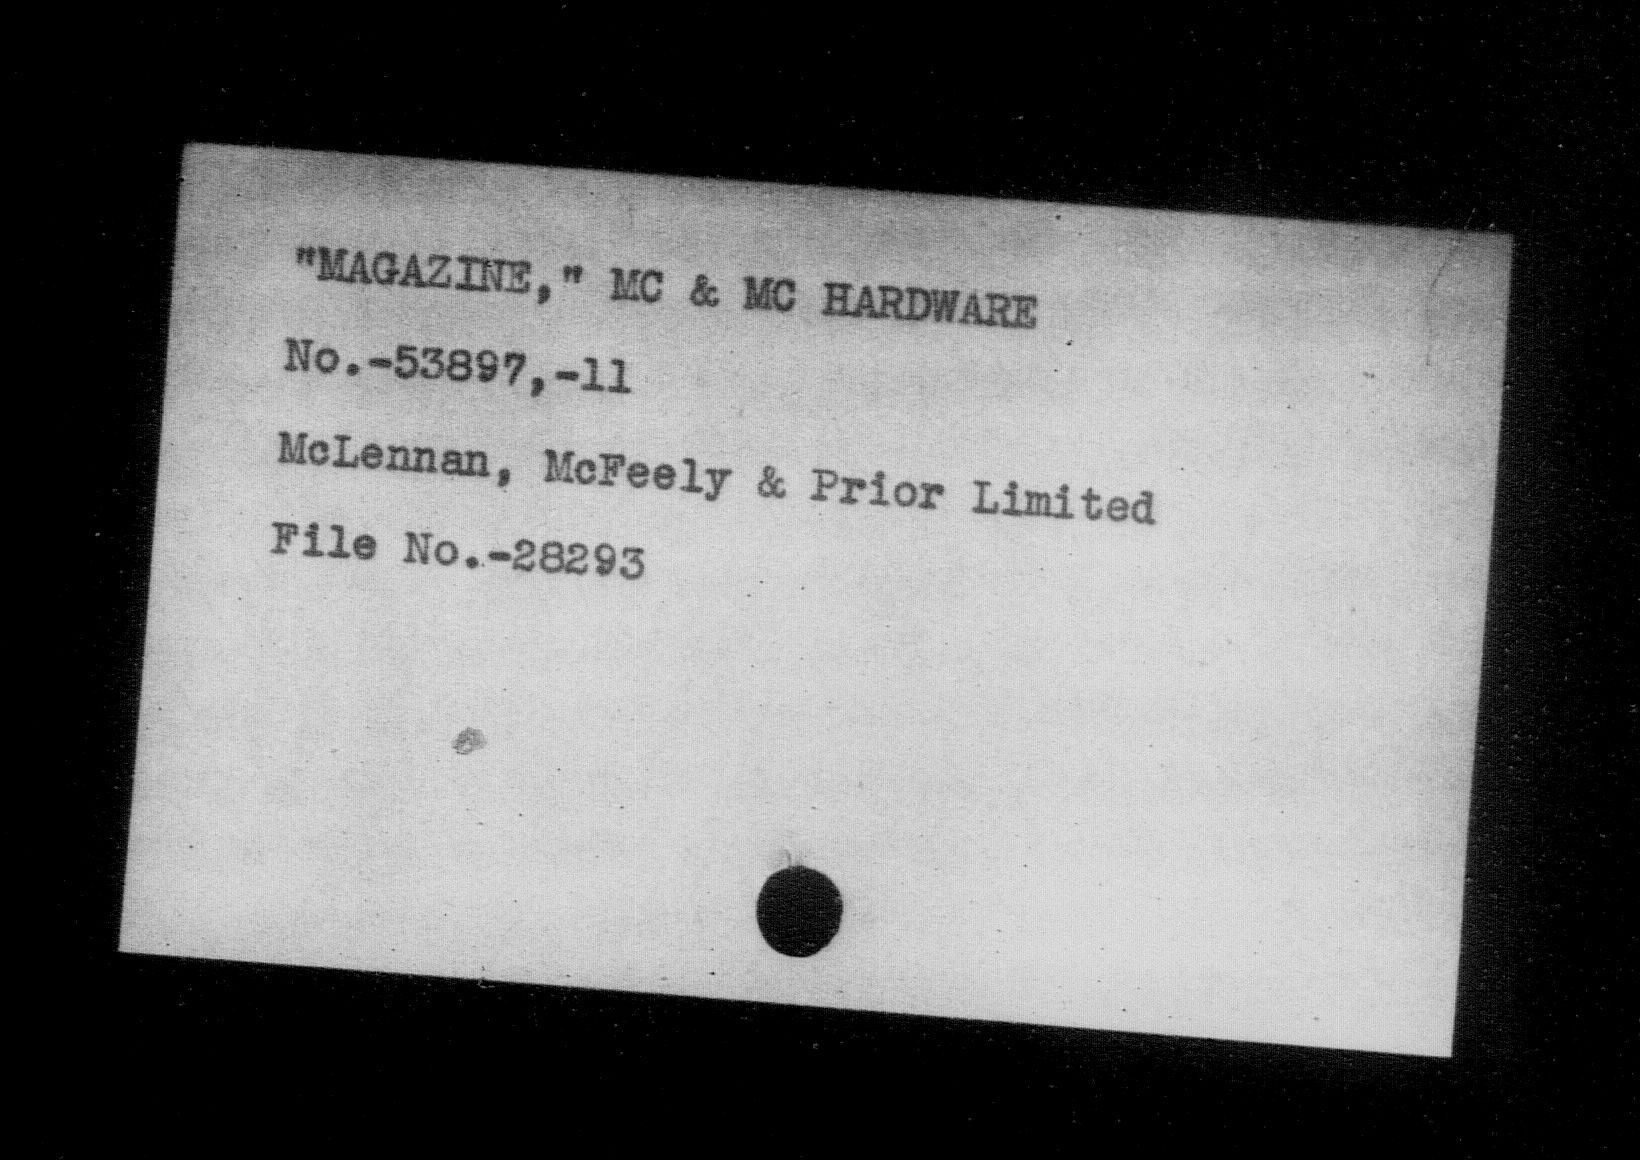 "MAGAZINE," MC & MC HARDWARE
No.-53897,-11
McLennan, McFeely & Prior Limited
File No.-28293